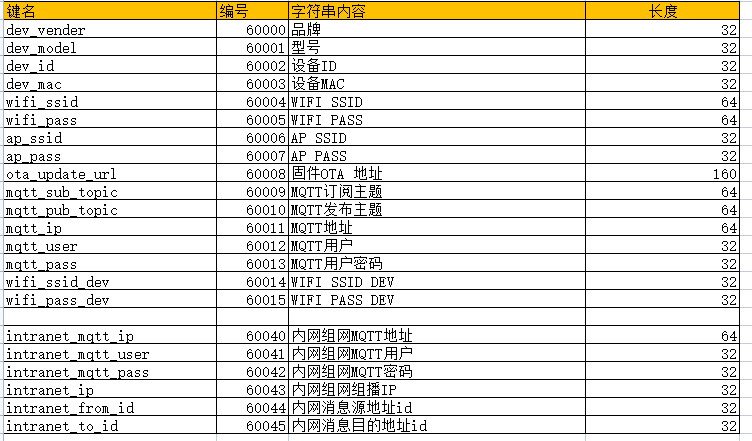 键名 编号 字符串内容 长度
dev_vender 60000 品牌 32
dev_model 60001 型号 32
dev_id 60002 设备ID 32
dev_mac 60003 设备MAC 32
wifi_ssid 60004 WIFI SSID 64
wifi_pass 60005 WIFI PASS 64
ap_ssid 60006 AP SSID 32
ap_pass 60007 AP PASS 32
ota_update_url 60008 固件OTA 地址 160
mqtt_sub_topic 60009 MQTT订阅主题 64
mqtt_pub_topic 60010 MQTT发布主题 64
mqtt_ip 60011 MQTT地址 64
mqtt_user 60012 MQTT用户 32
mqtt_pass 60013 MQTT用户密码 32
wifi_ssid_dev 60014 WIFI SSID DEV 32
wifi_pass_dev 60015 WIFI PASS DEV 32
intranet_mqtt_ip 60040 内网组网MQTT地址 64
intranet_mqtt_user 60041 内网组网MQTT用户 32
intranet_mqtt_pass 60042 内网组网MQTT密码 32
intranet_ip 60043 内网组网组播IP 32
intranet_from_id 60044 内网消息源地址id 32
intranet_to_id 60045 内网消息目的地址id 32